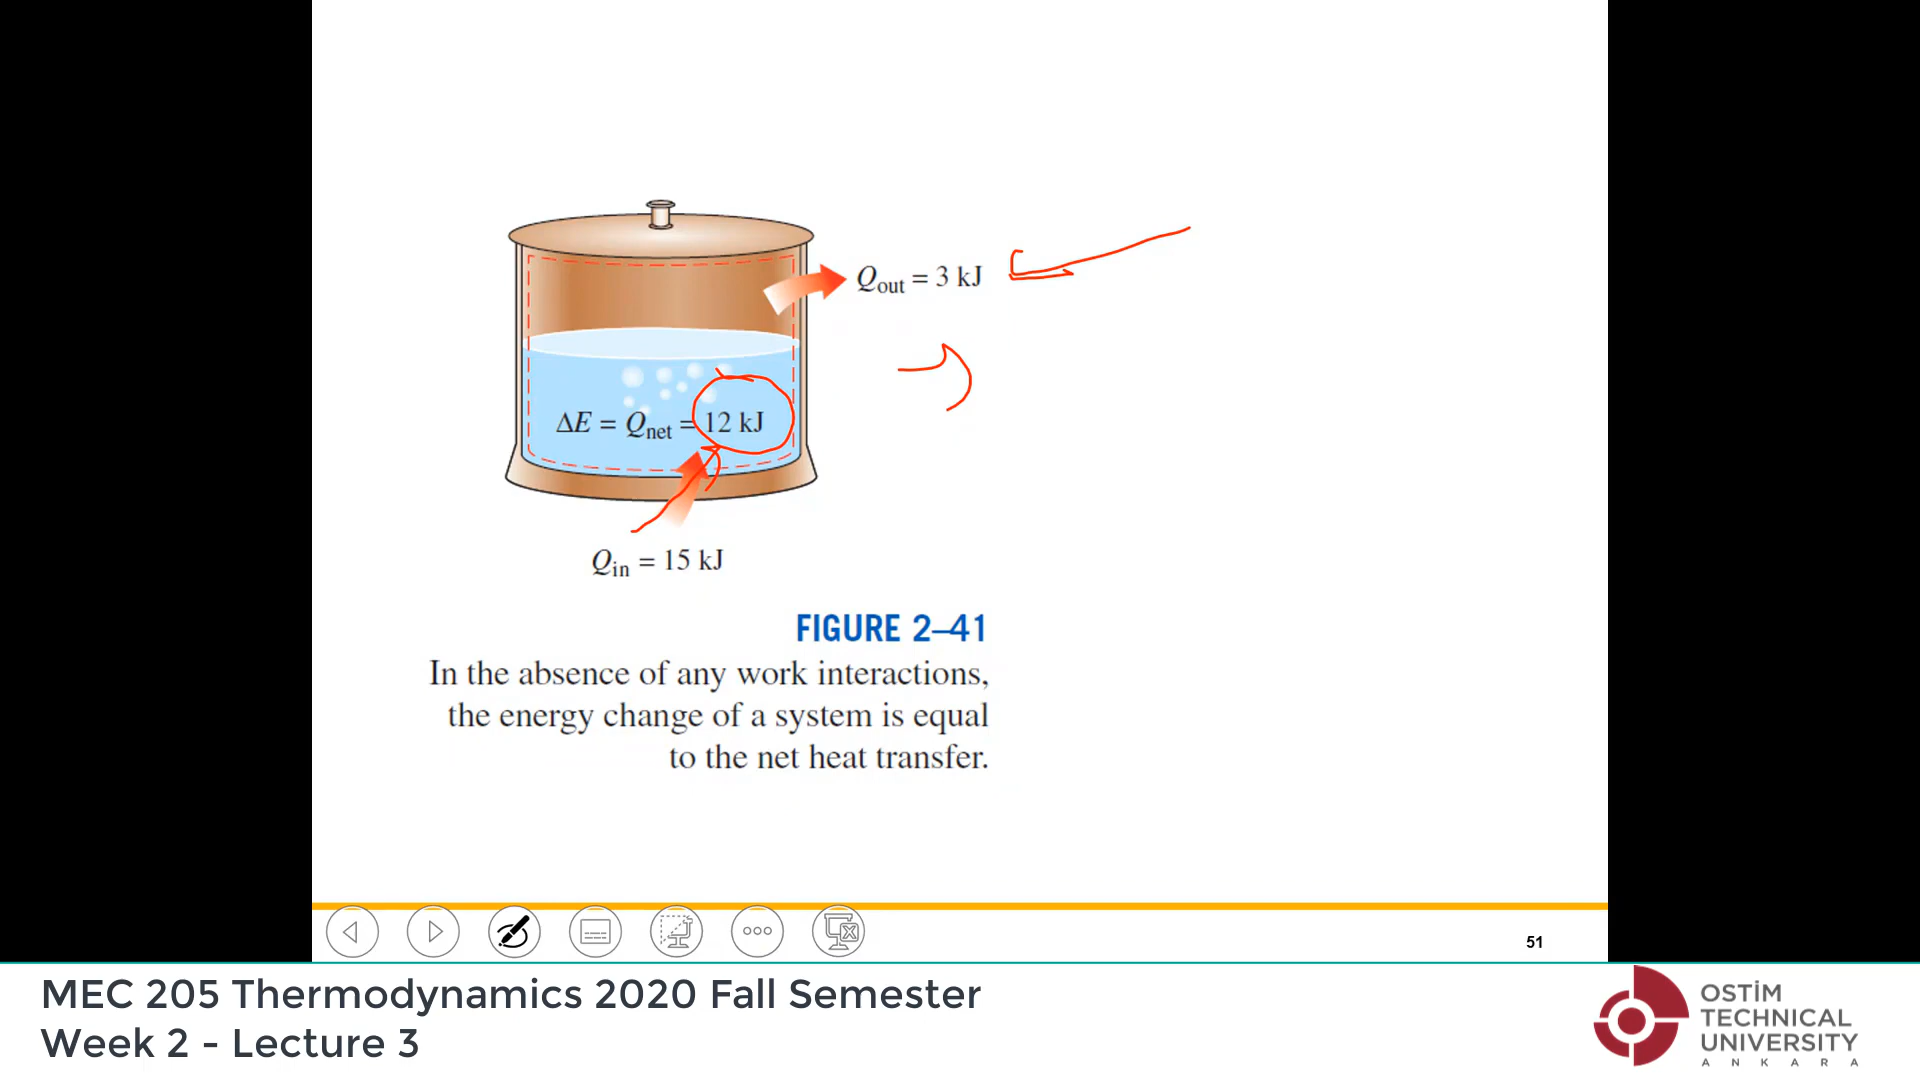 Qout = 3 kJ
ΔE = Qnet = 12 kJ
Qin = 15 kJ
FIGURE 2–41
In the absence of any work interactions,
the energy change of a system is equal
to the net heat transfer.
51
MEC 205 Thermodynamics 2020 Fall Semester
Week 2 - Lecture 3
OSTİM
TECHNICAL
UNIVERSITY
ANKARA